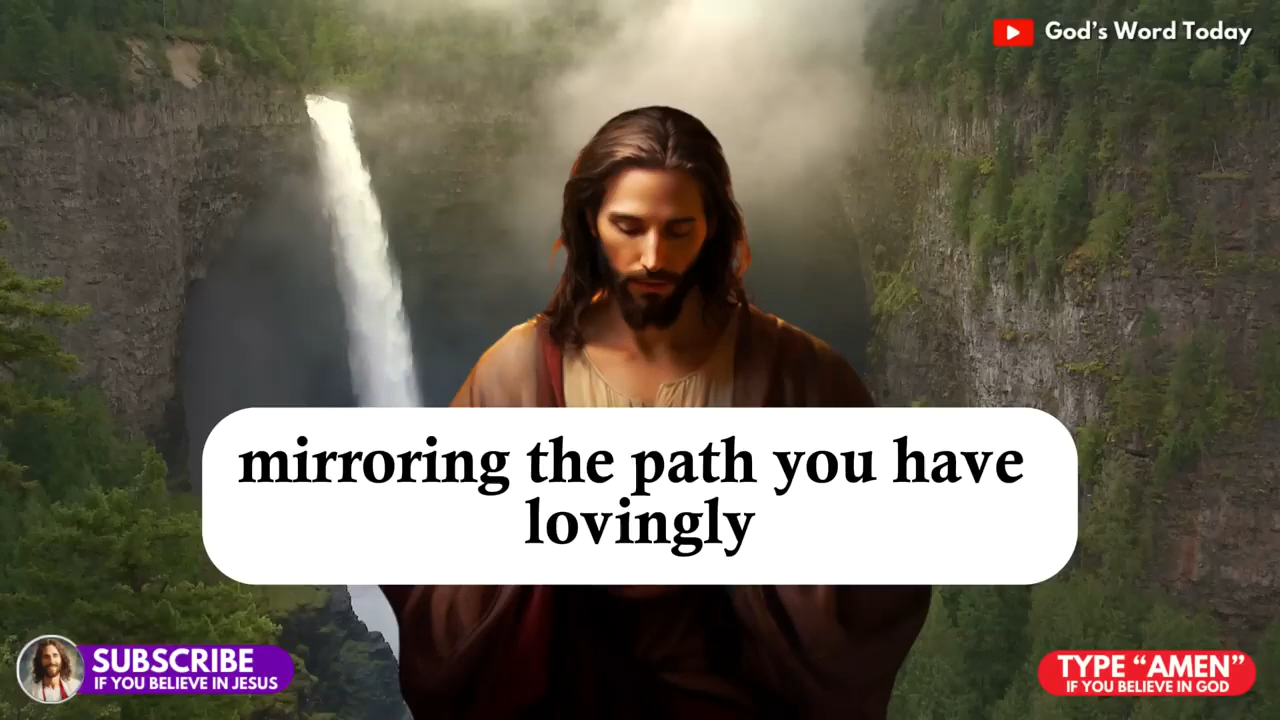 God's Word Today
mirroring the path you have
lovingly
SUBSCRIBE
IF YOU BELIEVE IN JESUS
TYPE “AMEN”
IF YOU BELIEVE IN GOD